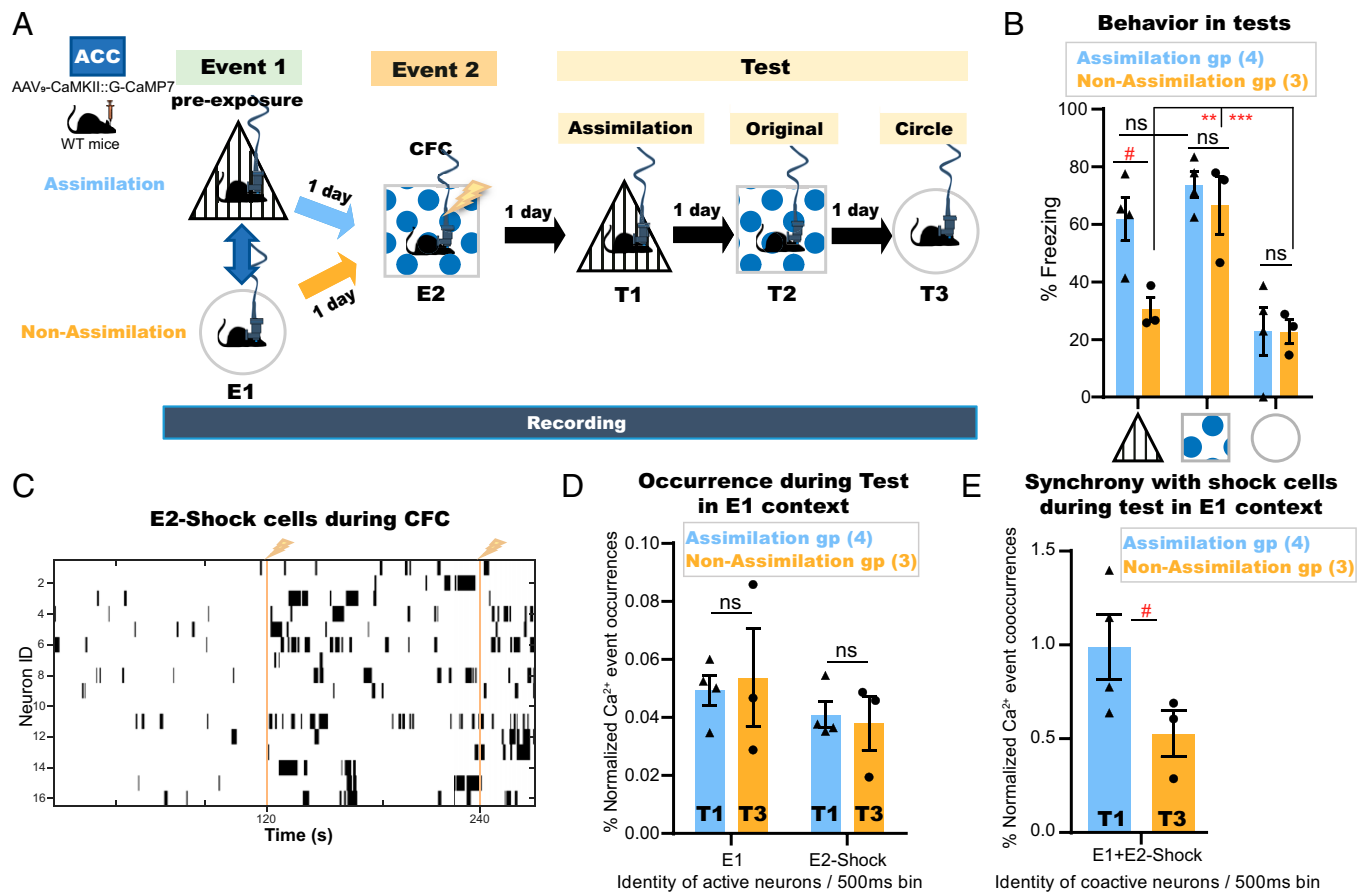 A
ACC
AAV₉-CaMKII::G-CaMP7
WT mice
Event 1
pre-exposure
Event 2
CFC
Test
Assimilation
Original
Circle
Assimilation
1 day
1 day
1 day
1 day
1 day
Non-Assimilation
E1
E2
T1
T2
T3
Recording
B
Behavior in tests
Assimilation gp (4)
Non-Assimilation gp (3)
% Freezing
100
80
60
40
20
0
ns
#
ns
** ***
ns
C
E2-Shock cells during CFC
Neuron ID
2
4
6
8
10
12
14
16
120
240
Time (s)
D
Occurrence during Test
in E1 context
Assimilation gp (4)
Non-Assimilation gp (3)
% Normalized Ca²⁺ event occurrences
0.10
0.08
0.06
0.04
0.02
0.00
ns
ns
T1
T3
T1
T3
E1
E2-Shock
Identity of active neurons / 500ms bin
E
Synchrony with shock cells
during test in E1 context
Assimilation gp (4)
Non-Assimilation gp (3)
% Normalized Ca²⁺ event cooccurrences
1.5
1.0
0.5
0.0
#
T1
T3
E1+E2-Shock
Identity of coactive neurons / 500ms bin